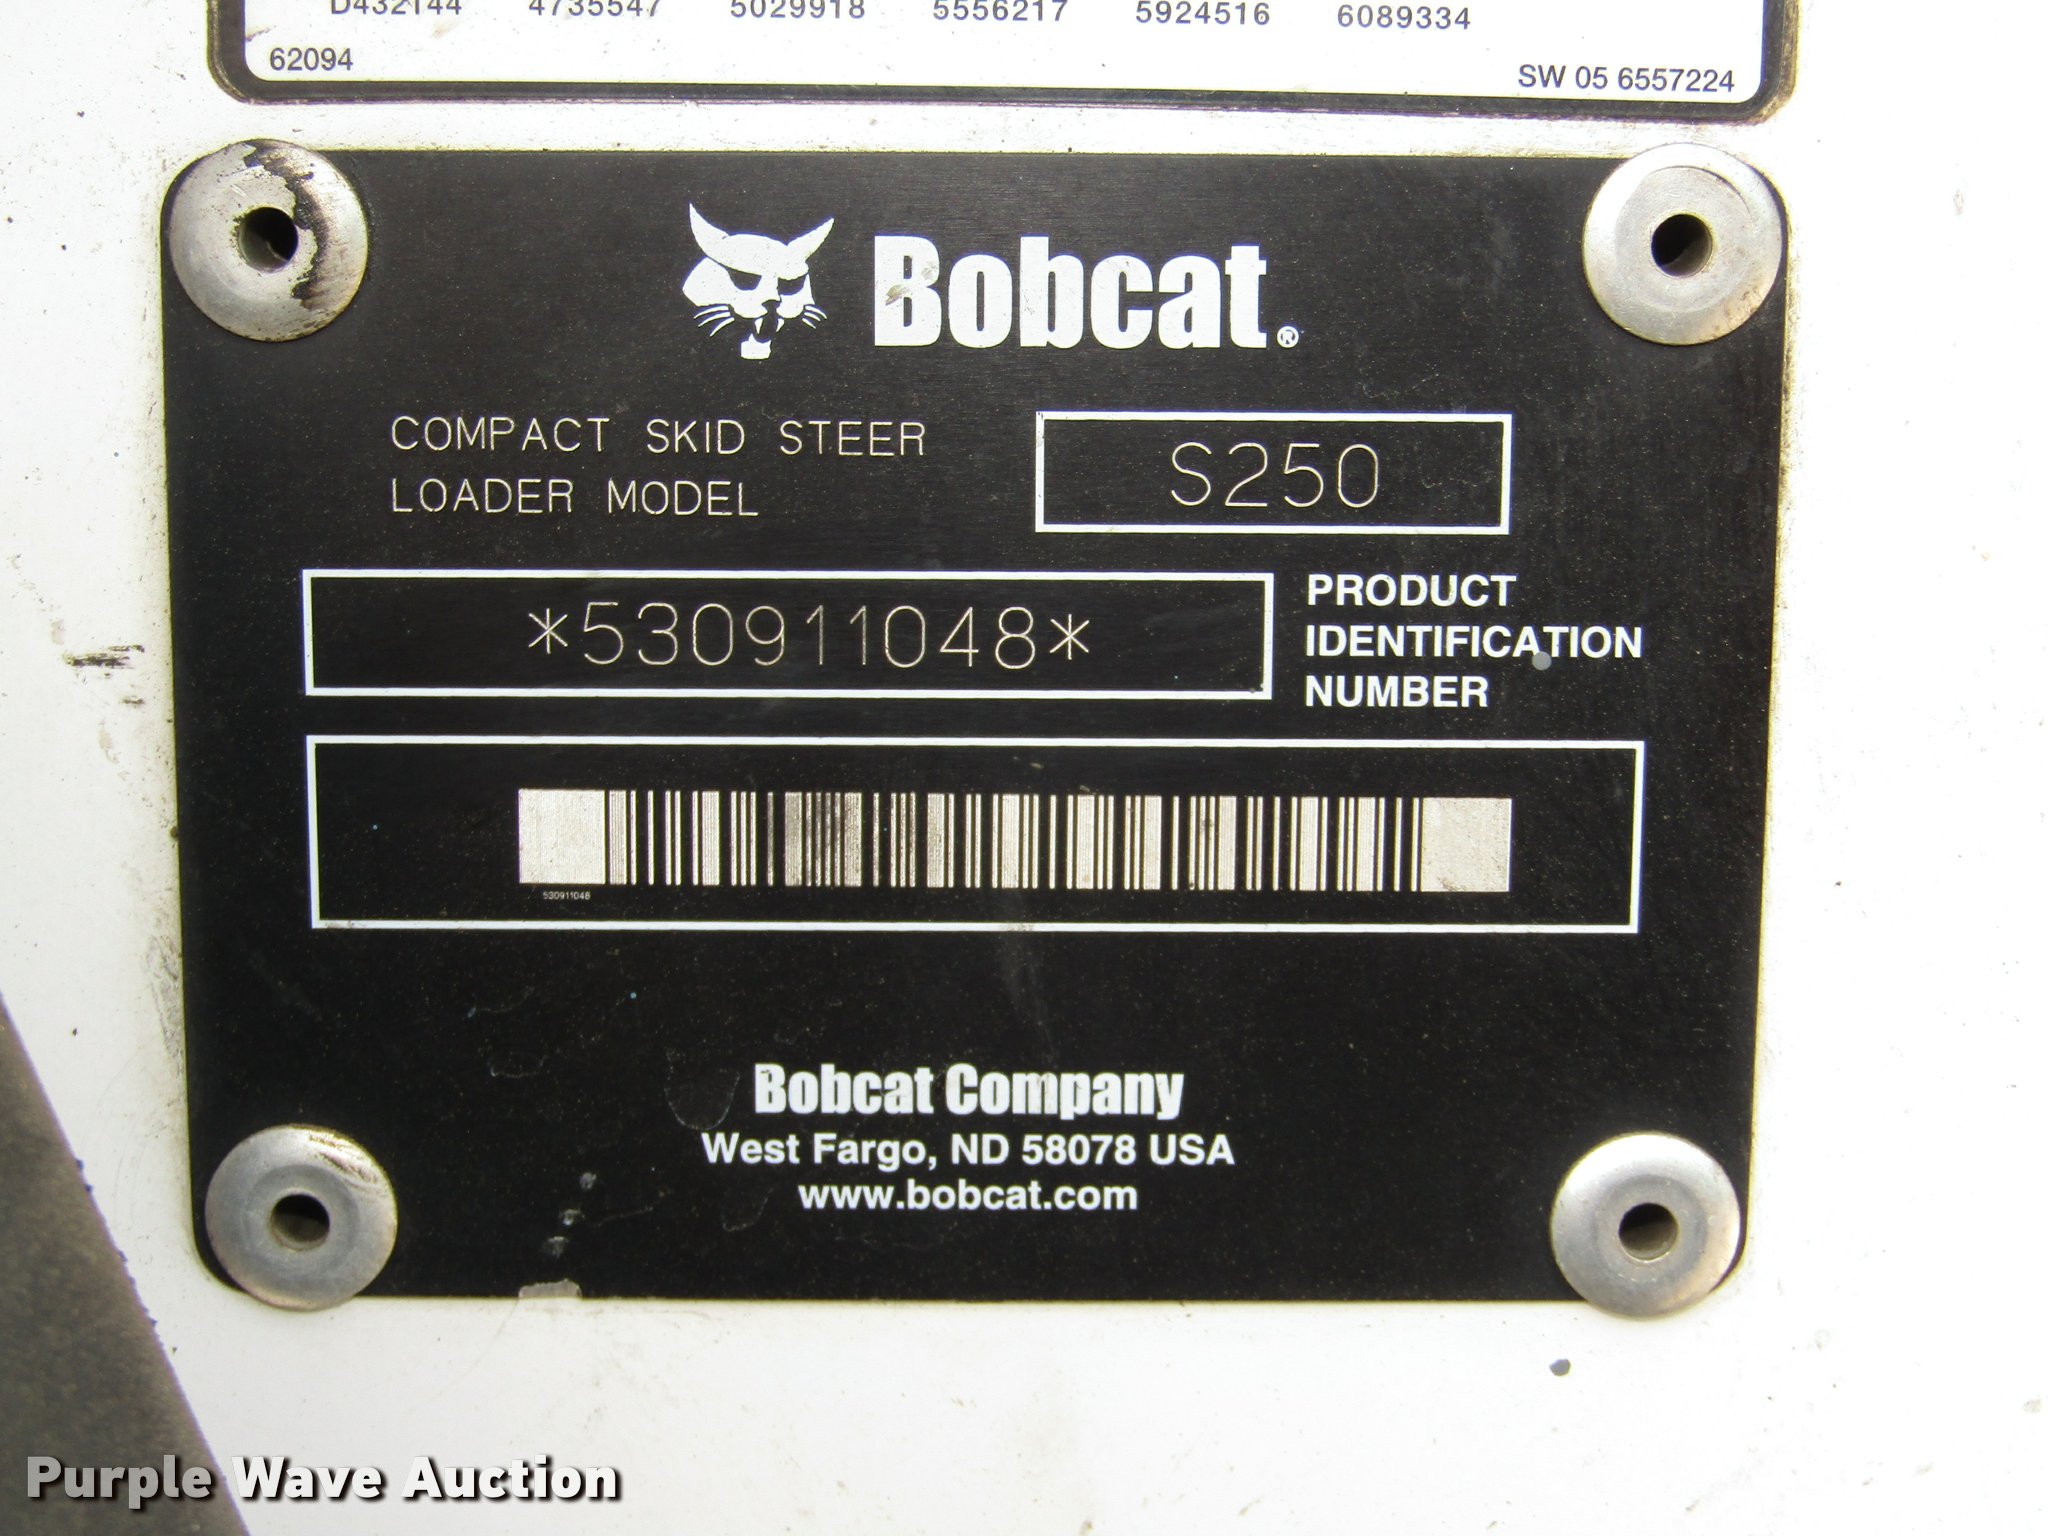 D432144 4735547 5029918 5556217 5924516 6089334
62094
SW 05 6557224
Bobcat®
COMPACT SKID STEER
LOADER MODEL
S250
*530911048*
PRODUCT
IDENTIFICATION
NUMBER
530911048
Bobcat Company
West Fargo, ND 58078 USA
www.bobcat.com
Purple Wave Auction